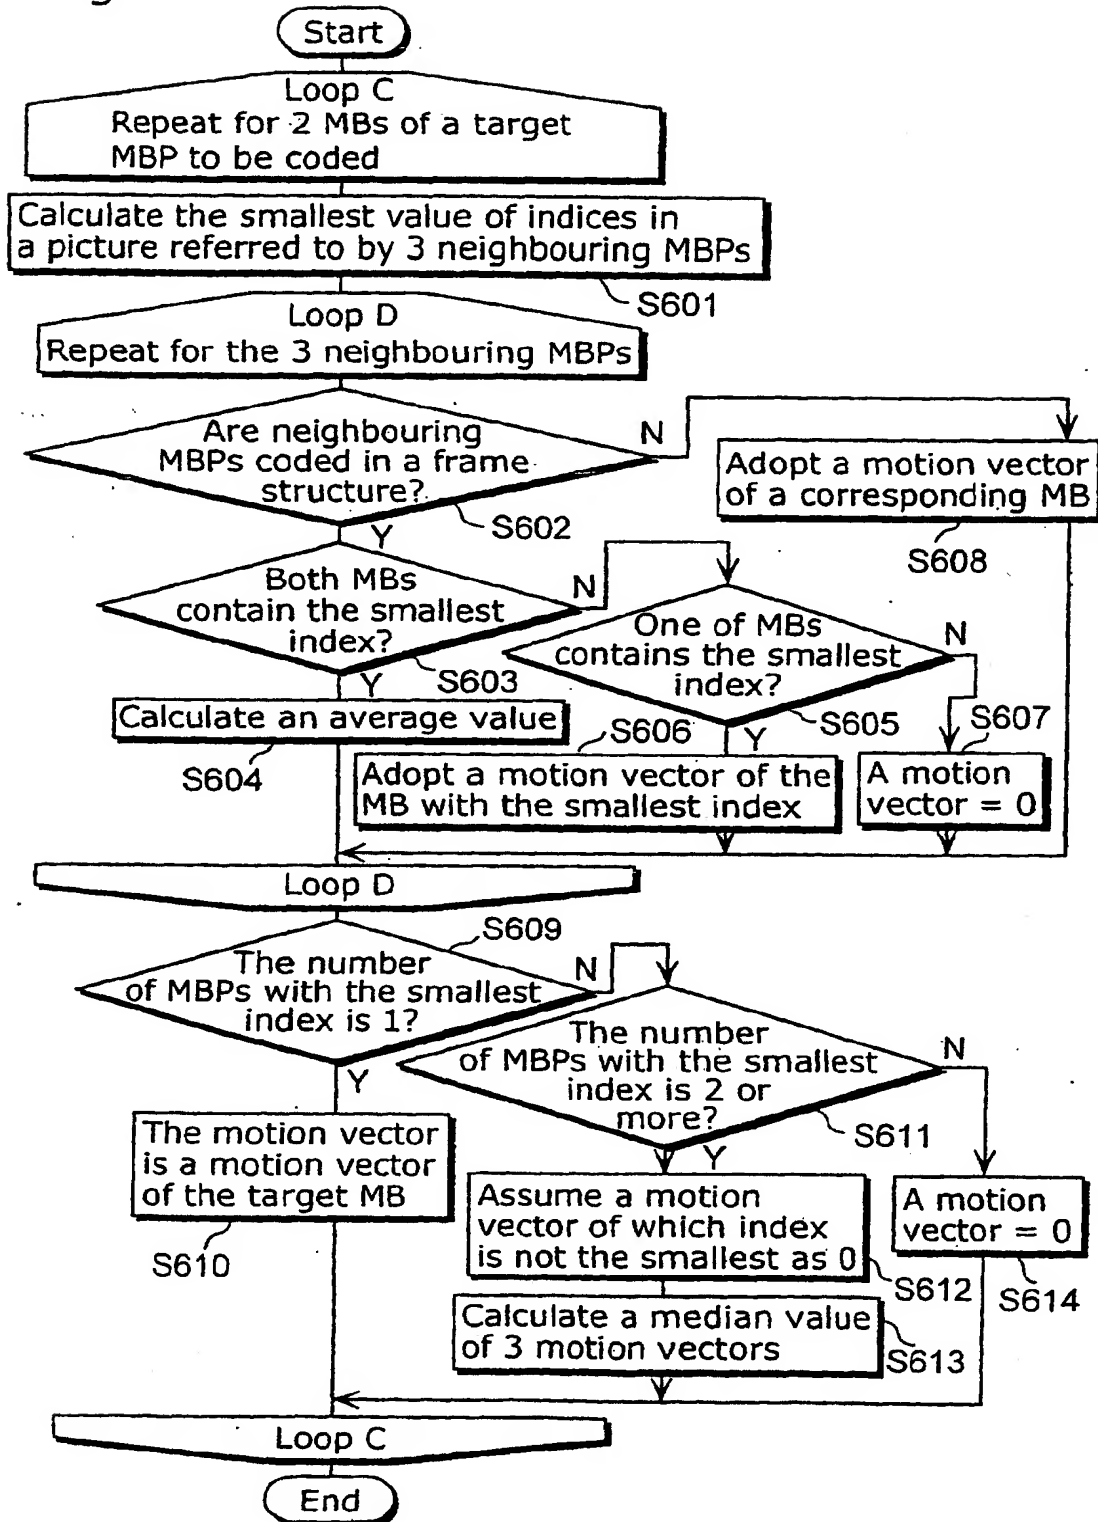 Start
Loop C
Repeat for 2 MBs of a target
MBP to be coded
Calculate the smallest value of indices in
a picture referred to by 3 neighbouring MBPs
S601
Loop D
Repeat for the 3 neighbouring MBPs
Are neighbouring
MBPs coded in a frame
structure?
N
S602
Y
Adopt a motion vector
of a corresponding MB
S608
Both MBs
contain the smallest
index?
N
S603
Y
One of MBs
contains the smallest
index?
N
S605
Y
Calculate an average value
S604
S606
Adopt a motion vector of the
MB with the smallest index
S607
A motion
vector = 0
Loop D
S609
The number
of MBPs with the smallest
index is 1?
N
Y
The number
of MBPs with the smallest
index is 2 or
more?
N
S611
Y
The motion vector
is a motion vector
of the target MB
S610
Assume a motion
vector of which index
is not the smallest as 0
S612
A motion
vector = 0
S614
Calculate a median value
of 3 motion vectors
S613
Loop C
End